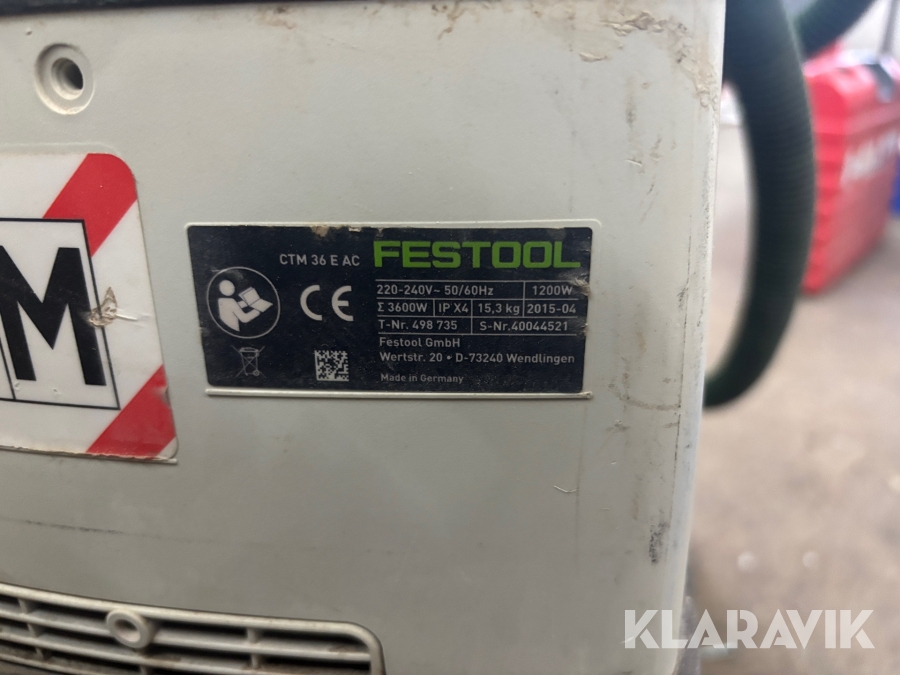 M
CTM 36 E AC FESTOOL
220-240V~ 50/60Hz 1200W
CE Σ 3600W IP X4 15,3 kg 2015-04
T-Nr. 498 735 S-Nr.40044521
Festool GmbH
Wertstr. 20 • D-73240 Wendlingen
Made in Germany
KLARAVIK